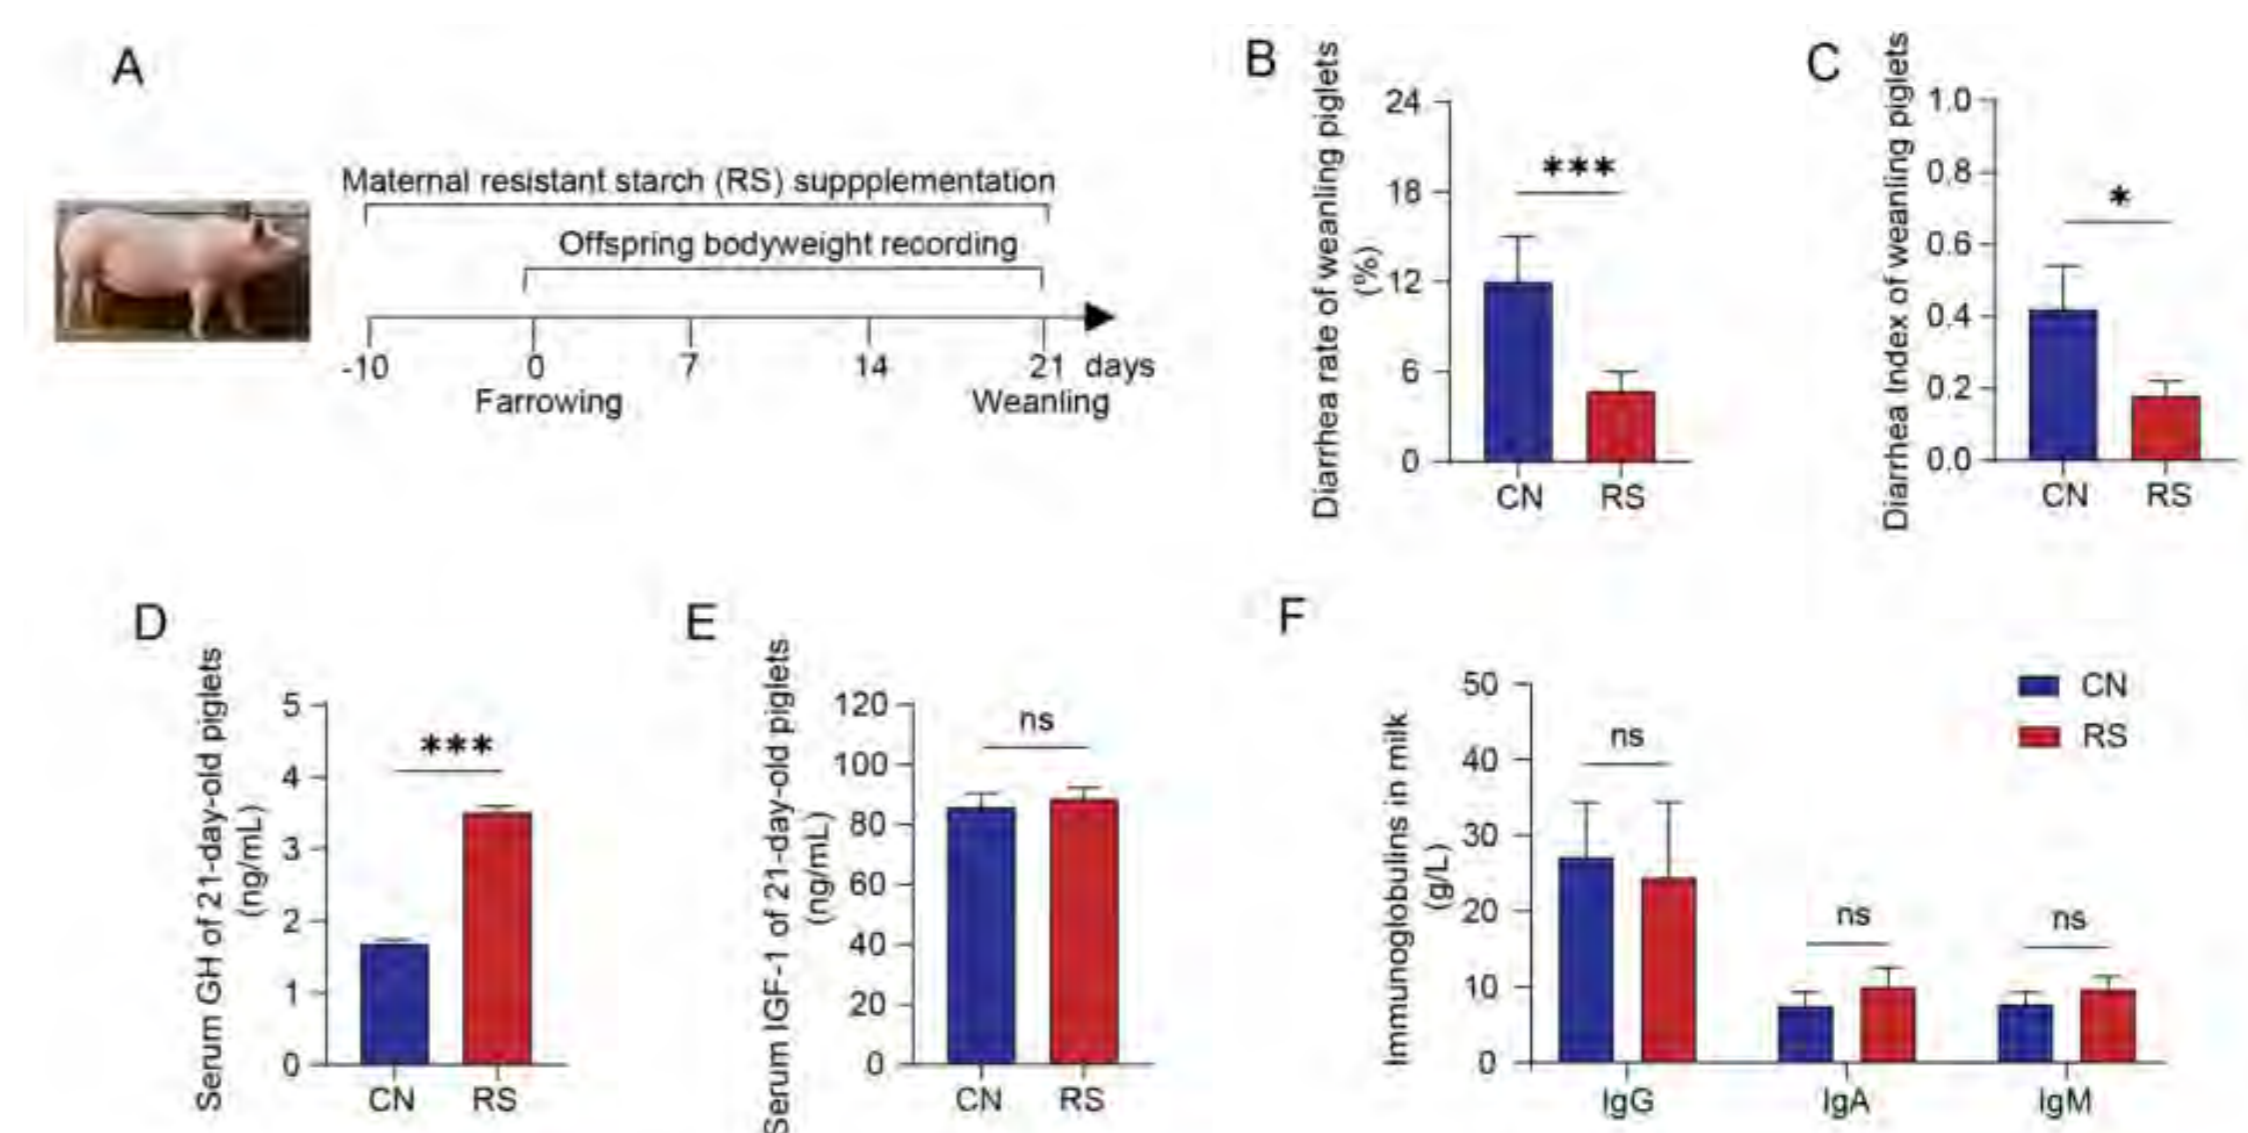 A
Maternal resistant starch (RS) suppplementation
Offspring bodyweight recording
-10 0 7 14 21 days
Farrowing Weanling
B
Diarrhea rate of weanling piglets
(%)
24
18
12
6
0
***
CN RS
C
Diarrhea Index of weanling piglets
1.0
0.8
0.6
0.4
0.2
0.0
*
CN RS
D
Serum GH of 21-day-old piglets
(ng/mL)
5
4
3
2
1
0
***
CN RS
E
Serum IGF-1 of 21-day-old piglets
(ng/mL)
120
100
80
60
40
20
0
ns
CN RS
F
Immunoglobulins in milk
(g/L)
50
40
30
20
10
0
ns
ns
ns
IgG IgA IgM
CN
RS